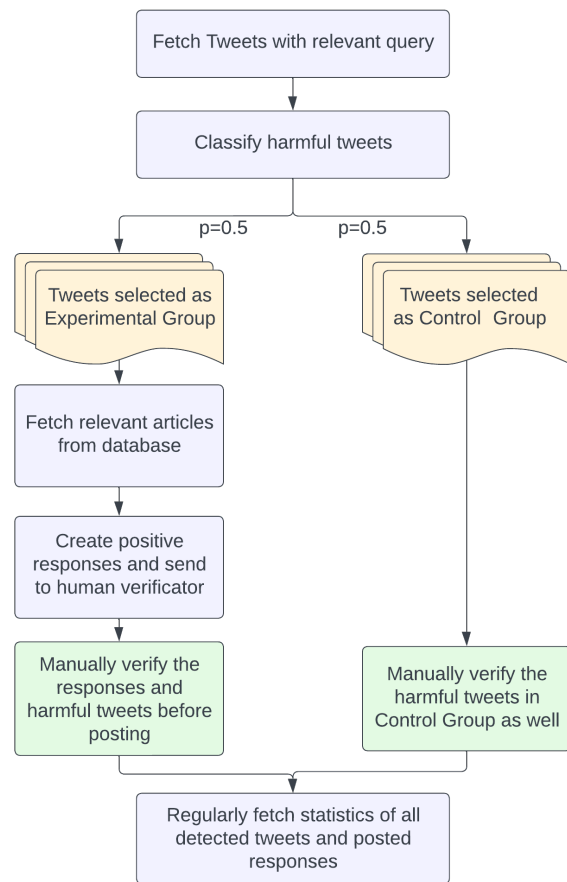 Fetch Tweets with relevant query
Classify harmful tweets
p=0.5
p=0.5
Tweets selected as
Experimental Group
Tweets selected
as Control Group
Fetch relevant articles
from database
Create positive
responses and send
to human verificator
Manually verify the
responses and
harmful tweets before
posting
Manually verify the
harmful tweets in
Control Group as well
Regularly fetch statistics of all
detected tweets and posted
responses